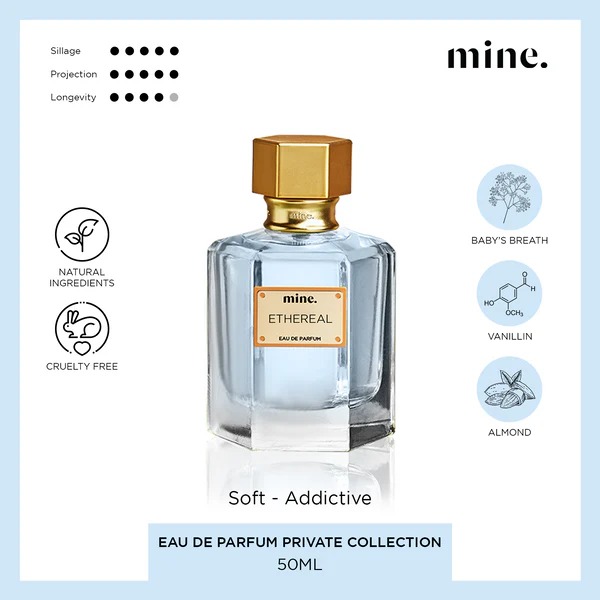 Sillage
Projection
Longevity
mine.
NATURAL
INGREDIENTS
CRUELTY FREE
mine.
mine.
ETHEREAL
EAU DE PARFUM
BABY'S BREATH
O
H
HO
OCH₃
VANILLIN
ALMOND
Soft - Addictive
EAU DE PARFUM PRIVATE COLLECTION
50ML